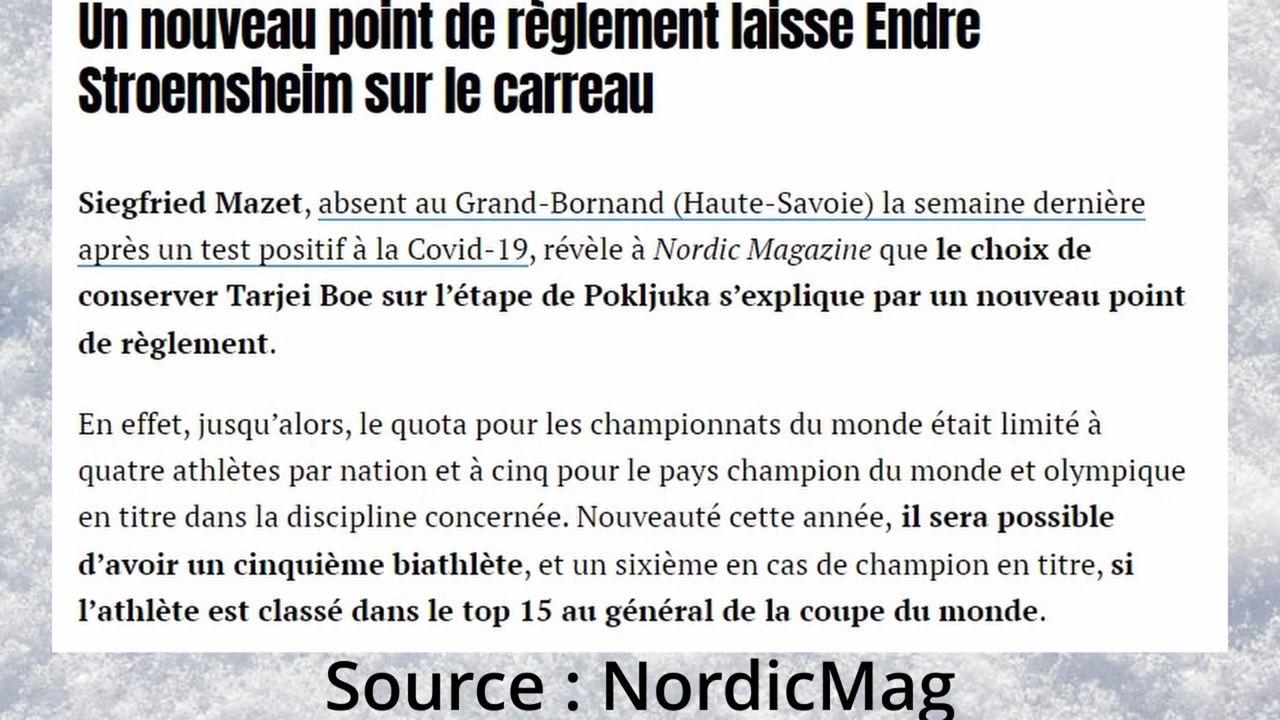 Un nouveau point de règlement laisse Endre
Stroemsheim sur le carreau
Siegfried Mazet, absent au Grand-Bornand (Haute-Savoie) la semaine dernière
après un test positif à la Covid-19, révèle à Nordic Magazine que le choix de
conserver Tarjei Boe sur l’étape de Pokljuka s’explique par un nouveau point
de règlement.
En effet, jusqu’alors, le quota pour les championnats du monde était limité à
quatre athlètes par nation et à cinq pour le pays champion du monde et olympique
en titre dans la discipline concernée. Nouveauté cette année, il sera possible
d’avoir un cinquième biathlète, et un sixième en cas de champion en titre, si
l’athlète est classé dans le top 15 au général de la coupe du monde.
Source : NordicMag